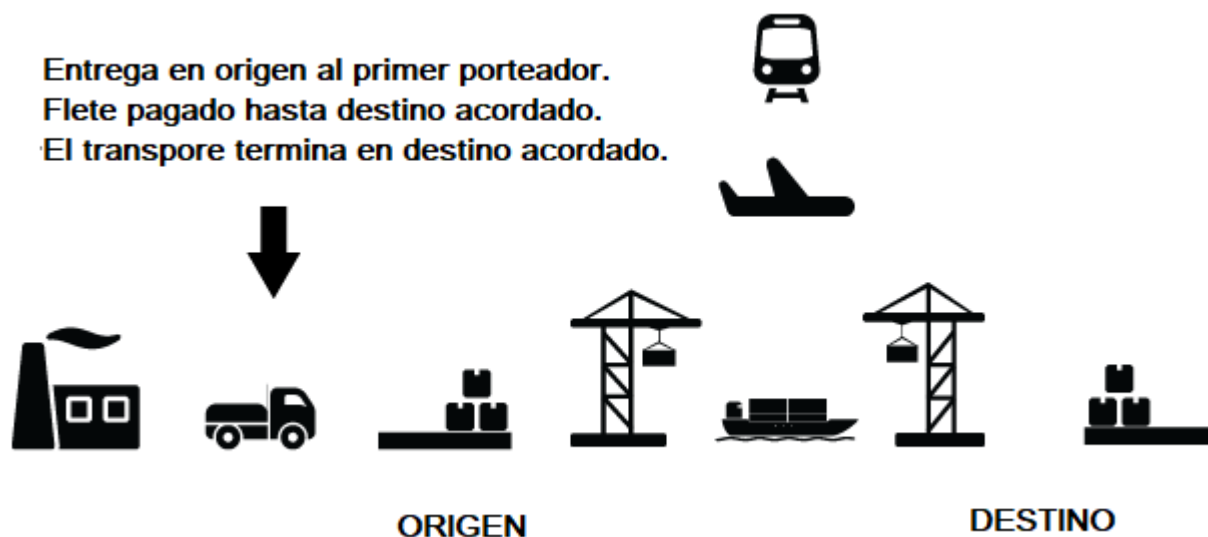 Entrega en origen al primer porteador.
Flete pagado hasta destino acordado.
El transpore termina en destino acordado.
ORIGEN
DESTINO